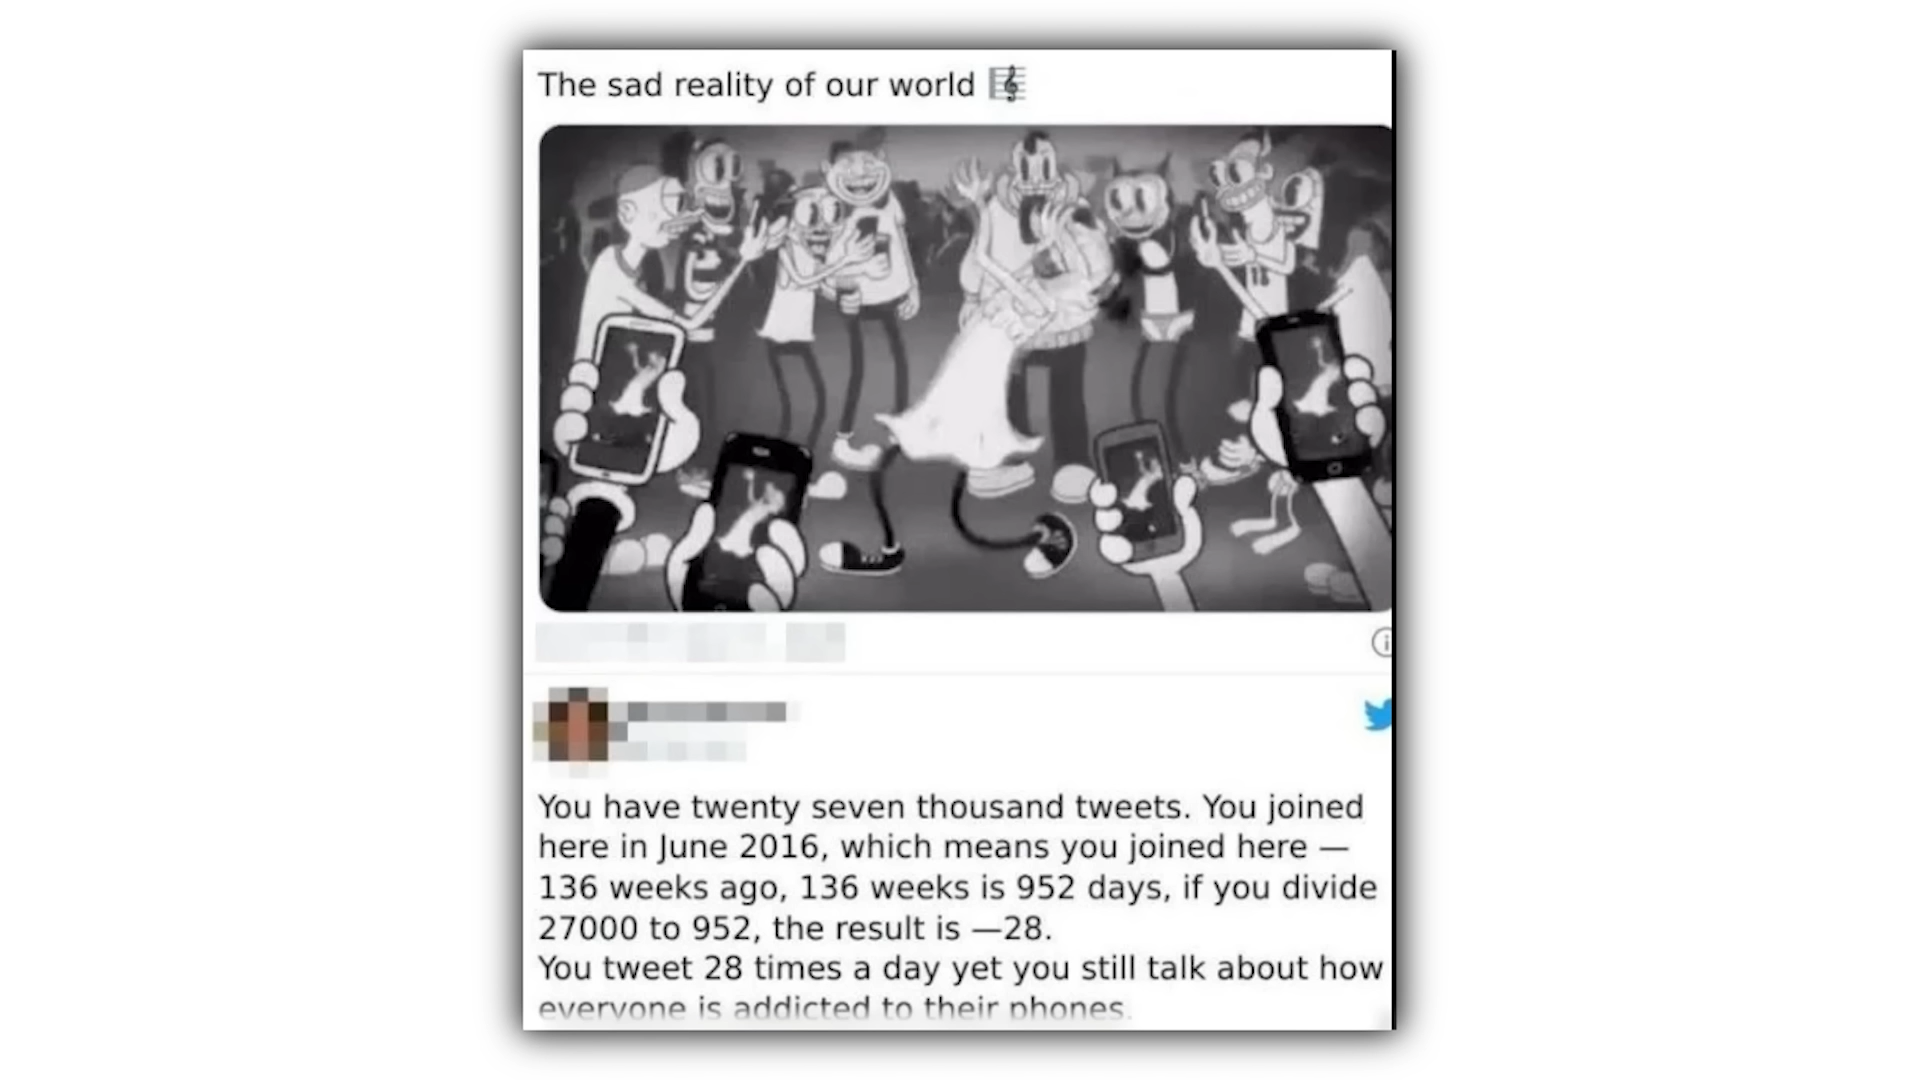 The sad reality of our world 🎼
You have twenty seven thousand tweets. You joined
here in June 2016, which means you joined here —
136 weeks ago, 136 weeks is 952 days, if you divide
27000 to 952, the result is —28.
You tweet 28 times a day yet you still talk about how
everyone is addicted to their phones.